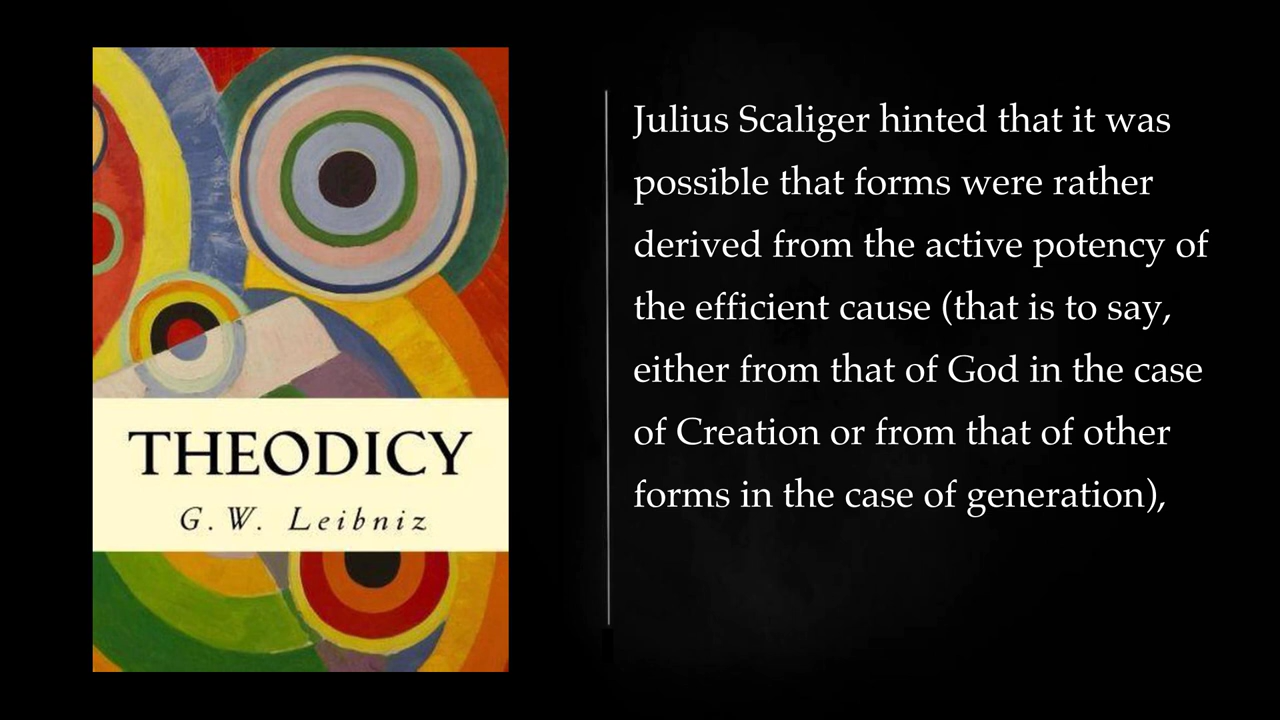 THEODICY
G. W. Leibniz
Julius Scaliger hinted that it was
possible that forms were rather
derived from the active potency of
the efficient cause (that is to say,
either from that of God in the case
of Creation or from that of other
forms in the case of generation),